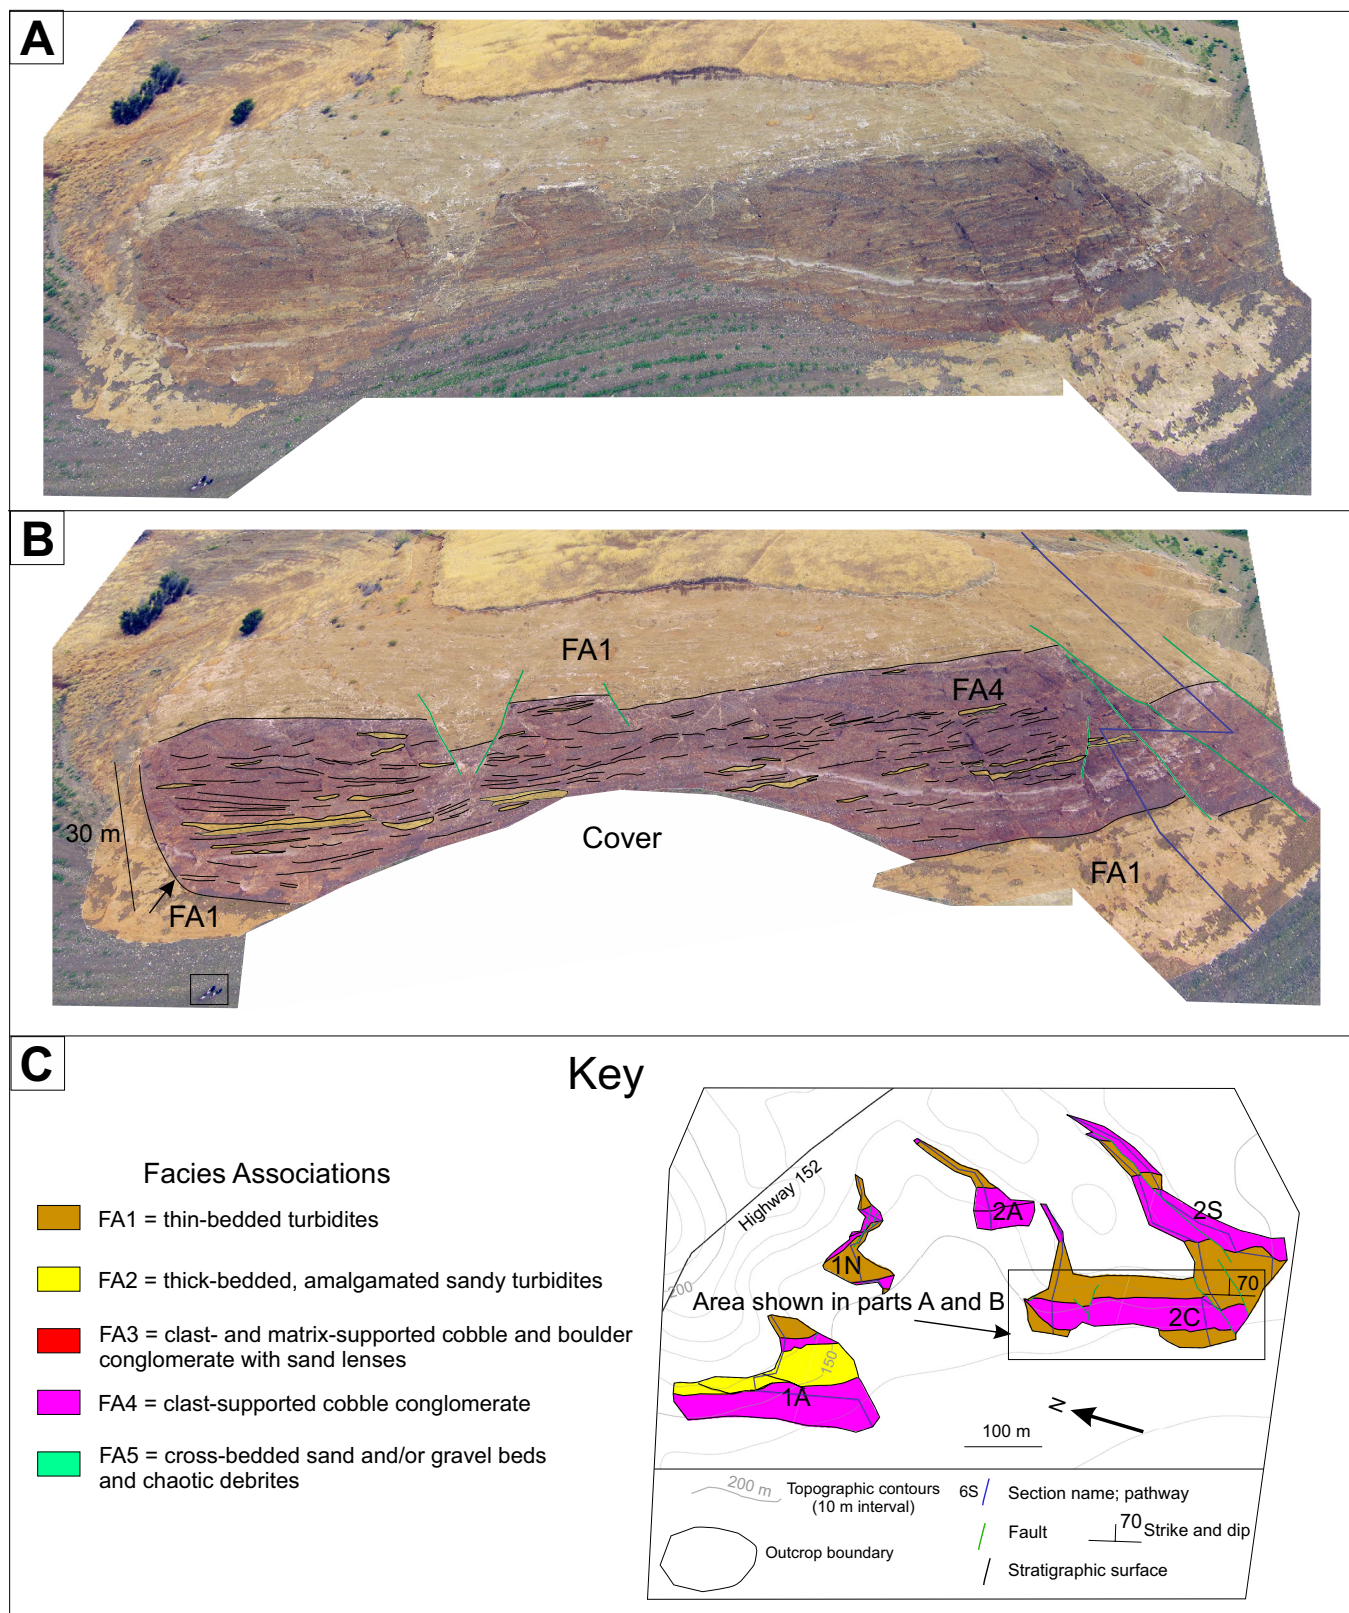 A
B
FA1
FA4
30 m
Cover
FA1
FA1
C
Key
Facies Associations
FA1 = thin-bedded turbidites
FA2 = thick-bedded, amalgamated sandy turbidites
FA3 = clast- and matrix-supported cobble and boulder
conglomerate with sand lenses
FA4 = clast-supported cobble conglomerate
FA5 = cross-bedded sand and/or gravel beds
and chaotic debrites
Highway 152
2A
2S
1N
200
70
Area shown in parts A and B
2C
150
1A
N
100 m
200 m
Topographic contours
(10 m interval)
6S
Section name; pathway
Fault
70
Strike and dip
Outcrop boundary
Stratigraphic surface